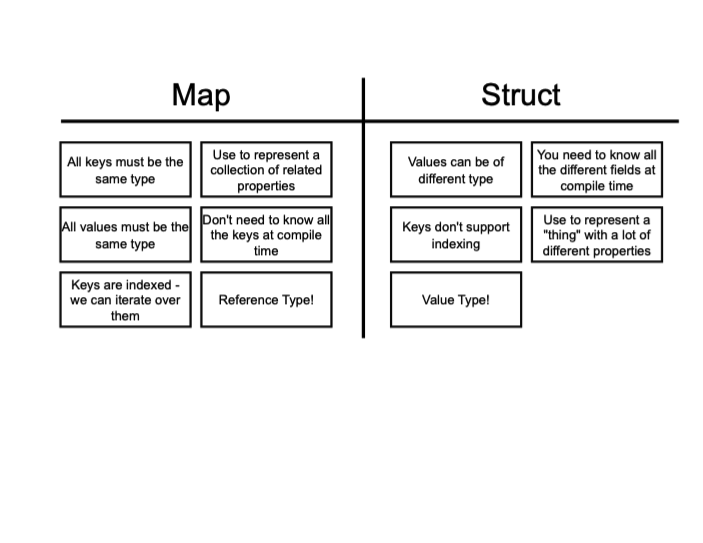 Map
Struct
All keys must be the
same type
Use to represent a
collection of related
properties
Values can be of
different type
You need to know all
the different fields at
compile time
All values must be the
same type
Don't need to know all
the keys at compile
time
Keys don't support
indexing
Use to represent a
"thing" with a lot of
different properties
Keys are indexed -
we can iterate over
them
Reference Type!
Value Type!